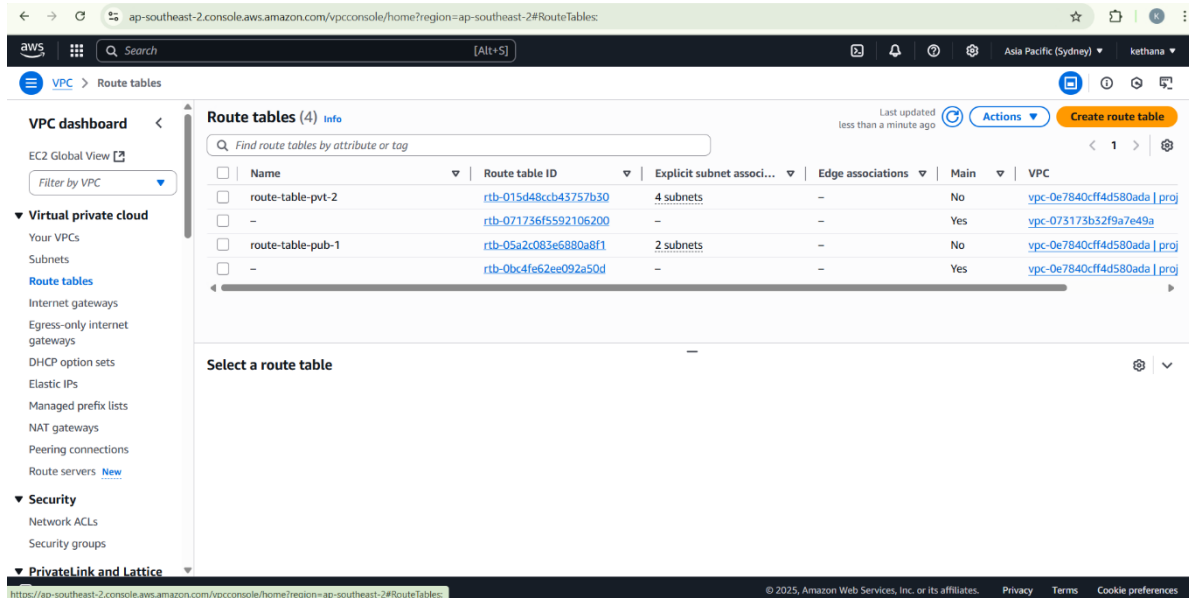 ap-southeast-2.console.aws.amazon.com/vpcconsole/home?region=ap-southeast-2#RouteTables:
K
aws
Search
[Alt+S]
Asia Pacific (Sydney) ▼
kethana ▼
VPC > Route tables
VPC dashboard
EC2 Global View
Filter by VPC
Virtual private cloud
Your VPCs
Subnets
Route tables
Internet gateways
Egress-only internet
gateways
DHCP option sets
Elastic IPs
Managed prefix lists
NAT gateways
Peering connections
Route servers New
Security
Network ACLs
Security groups
PrivateLink and Lattice
Route tables (4) Info
Last updated
less than a minute ago
Actions ▼
Create route table
Find route tables by attribute or tag
< 1 >
Name Route table ID Explicit subnet associ... Edge associations Main VPC
route-table-pvt-2 rtb-015d48ccb43757b30 4 subnets – No vpc-0e7840cff4d580ada | proj
– rtb-071736f5592106200 – – Yes vpc-073173b32f9a7e49a
route-table-pub-1 rtb-05a2c083e6880a8f1 2 subnets – No vpc-0e7840cff4d580ada | proj
– rtb-0bc4fe62ee092a50d – – Yes vpc-0e7840cff4d580ada | proj
Select a route table
https://ap-southeast-2.console.aws.amazon.com/vpcconsole/home?region=ap-southeast-2#RouteTables:
© 2025, Amazon Web Services, Inc. or its affiliates. Privacy Terms Cookie preferences